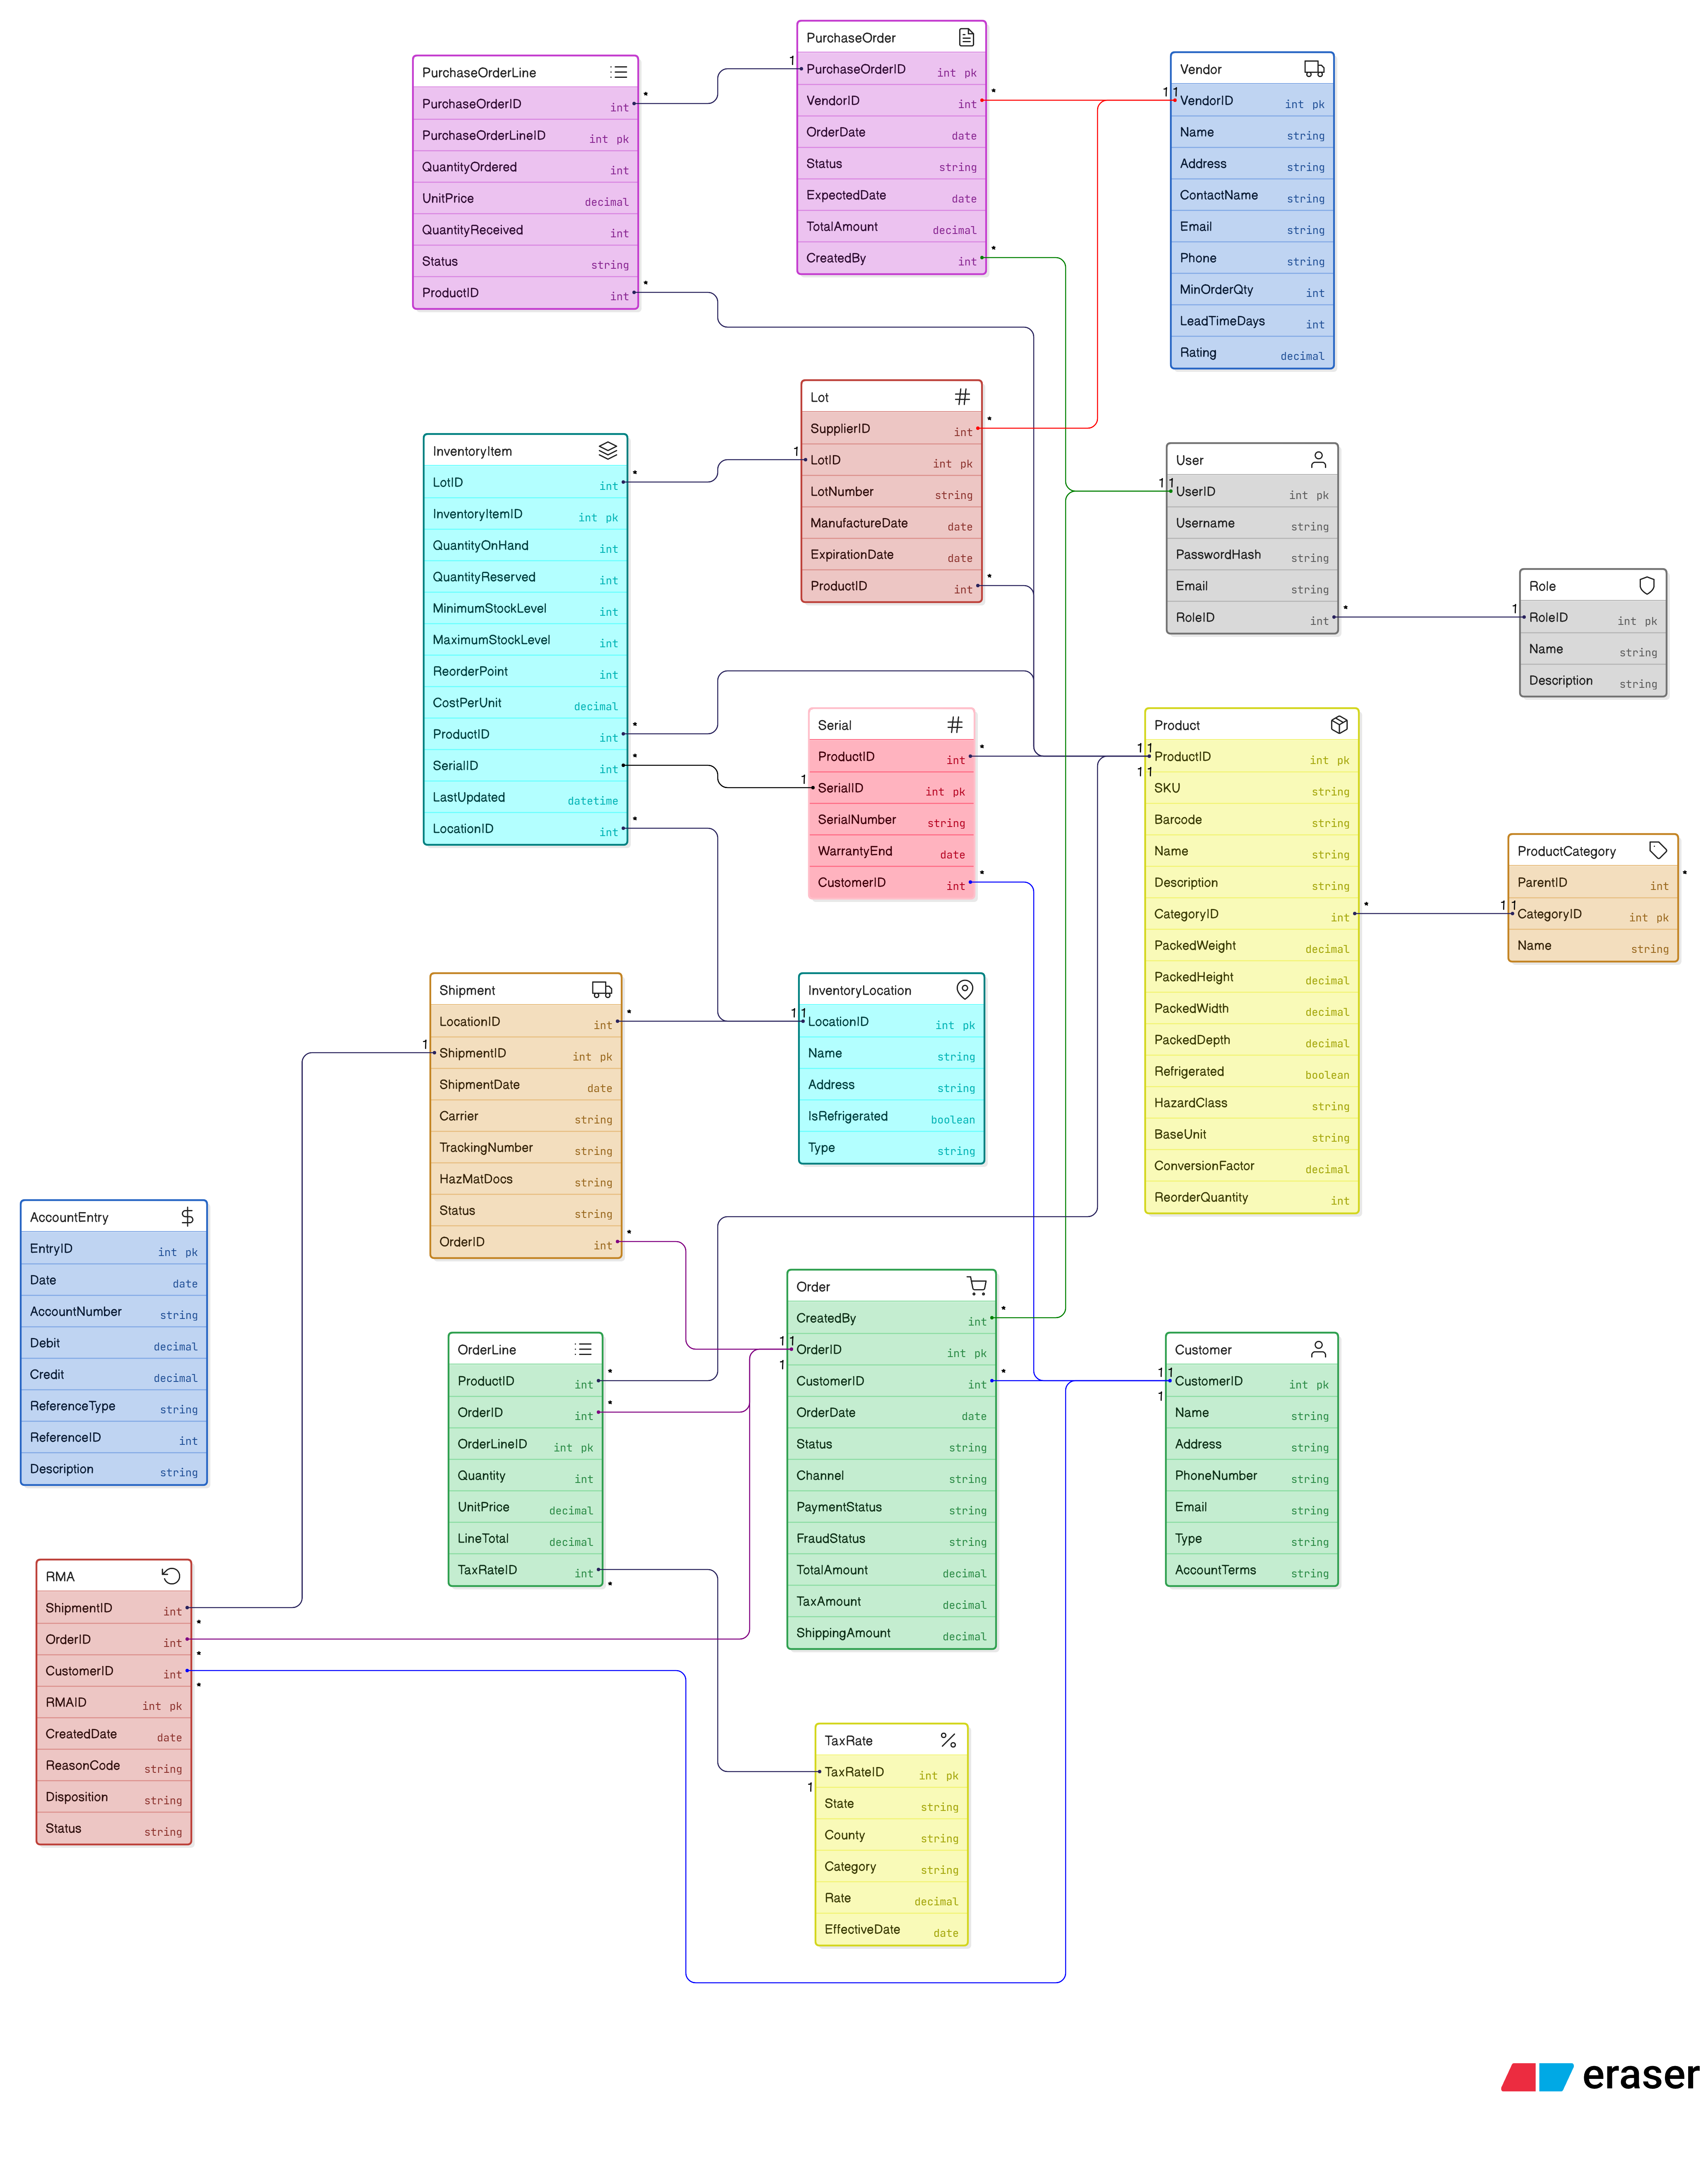 PurchaseOrder
PurchaseOrderID int pk
VendorID int
OrderDate date
Status string
ExpectedDate date
TotalAmount decimal
CreatedBy int
PurchaseOrderLine
PurchaseOrderID int
PurchaseOrderLineID int pk
QuantityOrdered int
UnitPrice decimal
QuantityReceived int
Status string
ProductID int
Vendor
VendorID int pk
Name string
Address string
ContactName string
Email string
Phone string
MinOrderQty int
LeadTimeDays int
Rating decimal
Lot
SupplierID int
LotID int pk
LotNumber string
ManufactureDate date
ExpirationDate date
ProductID int
InventoryItem
LotID int
InventoryItemID int pk
QuantityOnHand int
QuantityReserved int
MinimumStockLevel int
MaximumStockLevel int
ReorderPoint int
CostPerUnit decimal
ProductID int
SerialID int
LastUpdated datetime
LocationID int
User
UserID int pk
Username string
PasswordHash string
Email string
RoleID int
Role
RoleID int pk
Name string
Description string
Serial
ProductID int
SerialID int pk
SerialNumber string
WarrantyEnd date
CustomerID int
Product
ProductID int pk
SKU string
Barcode string
Name string
Description string
CategoryID int
PackedWeight decimal
PackedHeight decimal
PackedWidth decimal
PackedDepth decimal
Refrigerated boolean
HazardClass string
BaseUnit string
ConversionFactor decimal
ReorderQuantity int
ProductCategory
ParentID int
CategoryID int pk
Name string
Shipment
LocationID int
ShipmentID int pk
ShipmentDate date
Carrier string
TrackingNumber string
HazMatDocs string
Status string
OrderID int
InventoryLocation
LocationID int pk
Name string
Address string
IsRefrigerated boolean
Type string
AccountEntry
EntryID int pk
Date date
AccountNumber string
Debit decimal
Credit decimal
ReferenceType string
ReferenceID int
Description string
Order
CreatedBy int
OrderID int pk
CustomerID int
OrderDate date
Status string
Channel string
PaymentStatus string
FraudStatus string
TotalAmount decimal
TaxAmount decimal
ShippingAmount decimal
OrderLine
ProductID int
OrderID int
OrderLineID int pk
Quantity int
UnitPrice decimal
LineTotal decimal
TaxRateID int
Customer
CustomerID int pk
Name string
Address string
PhoneNumber string
Email string
Type string
AccountTerms string
RMA
ShipmentID int
OrderID int
CustomerID int
RMAID int pk
CreatedDate date
ReasonCode string
Disposition string
Status string
TaxRate
TaxRateID int pk
State string
County string
Category string
Rate decimal
EffectiveDate date
eraser